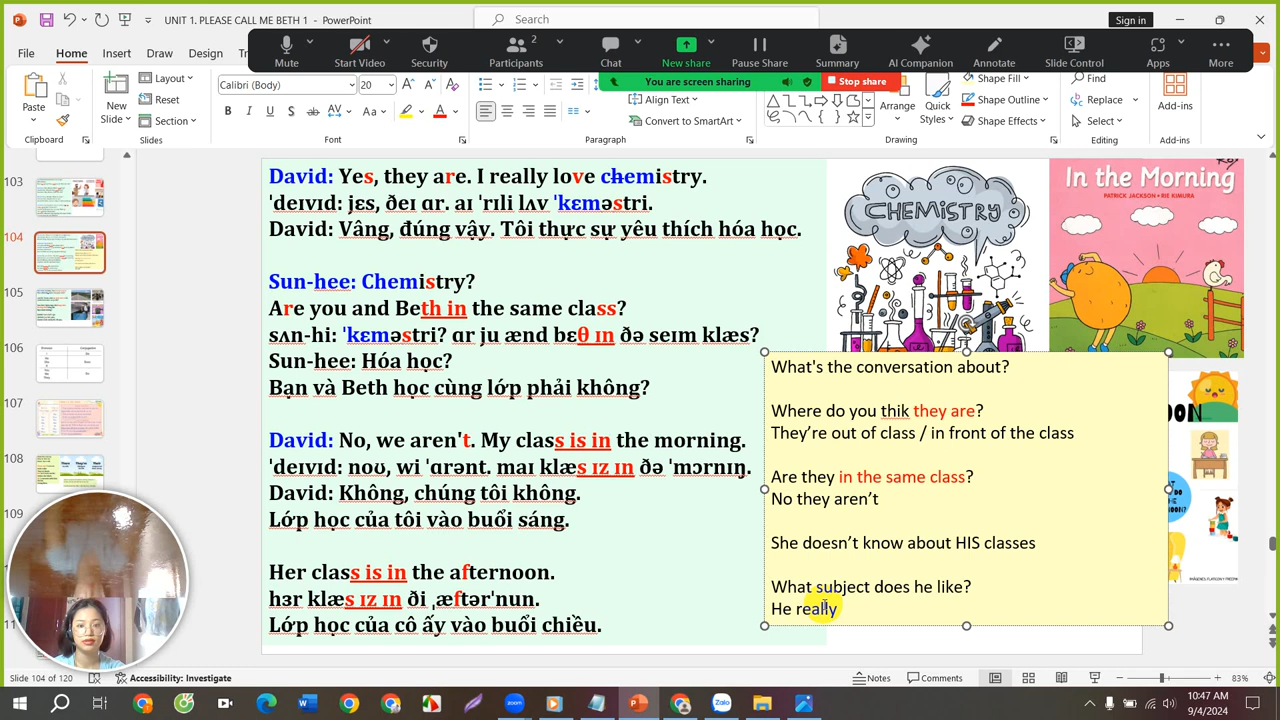 UNIT 1. PLEASE CALL ME BETH 1 - PowerPoint
Search
Sign in
File Home Insert Draw Design
Mute Start Video Security Participants 2 Chat New share Pause Share Summary AI Companion Annotate Slide Control Apps More
You are screen sharing Stop share
Paste
New Slide
Layout
Reset
Section
Calibri (Body) 20
Align Text
Convert to SmartArt
Arrange
Quick Styles
Shape Fill
Shape Outline
Shape Effects
Find
Replace
Select
Add-ins
Clipboard Slides Font Paragraph Drawing Editing Add-ins
103
104
105
106
107
108
109
David: Yes, they are. I really love chemistry.
ˈdeɪvɪd: jɛs, ðeɪ ɑr. aɪ ˈrɪli lʌv ˈkɛməstri.
David: Vâng, đúng vậy. Tôi thực sự yêu thích hóa học.
Sun-hee: Chemistry?
Are you and Beth in the same class?
sʌn-hi: ˈkɛməstri? ɑr ju ænd bɛθ ɪn ðə seɪm klæs?
Sun-hee: Hóa học?
Bạn và Beth học cùng lớp phải không?
David: No, we aren't. My class is in the morning.
ˈdeɪvɪd: noʊ, wi ˈɑrənt. maɪ klæs ɪz ɪn ðə ˈmɔrnɪŋ
David: Không, chúng tôi không.
Lớp học của tôi vào buổi sáng.
Her class is in the afternoon.
hɜr klæs ɪz ɪn ði ˌæftərˈnun.
Lớp học của cô ấy vào buổi chiều.
CHEMISTRY
In the Morning
PATRICK JACKSON • RIE KIMURA
What's the conversation about?
Where do you thik they are?
They’re out of class / in front of the class
Are they in the same class?
No they aren’t
She doesn’t know about HIS classes
What subject does he like?
He really
Slide 104 of 120
Accessibility: Investigate
Notes
Comments
83%
zoom
Zalo
10:47 AM
9/4/2024